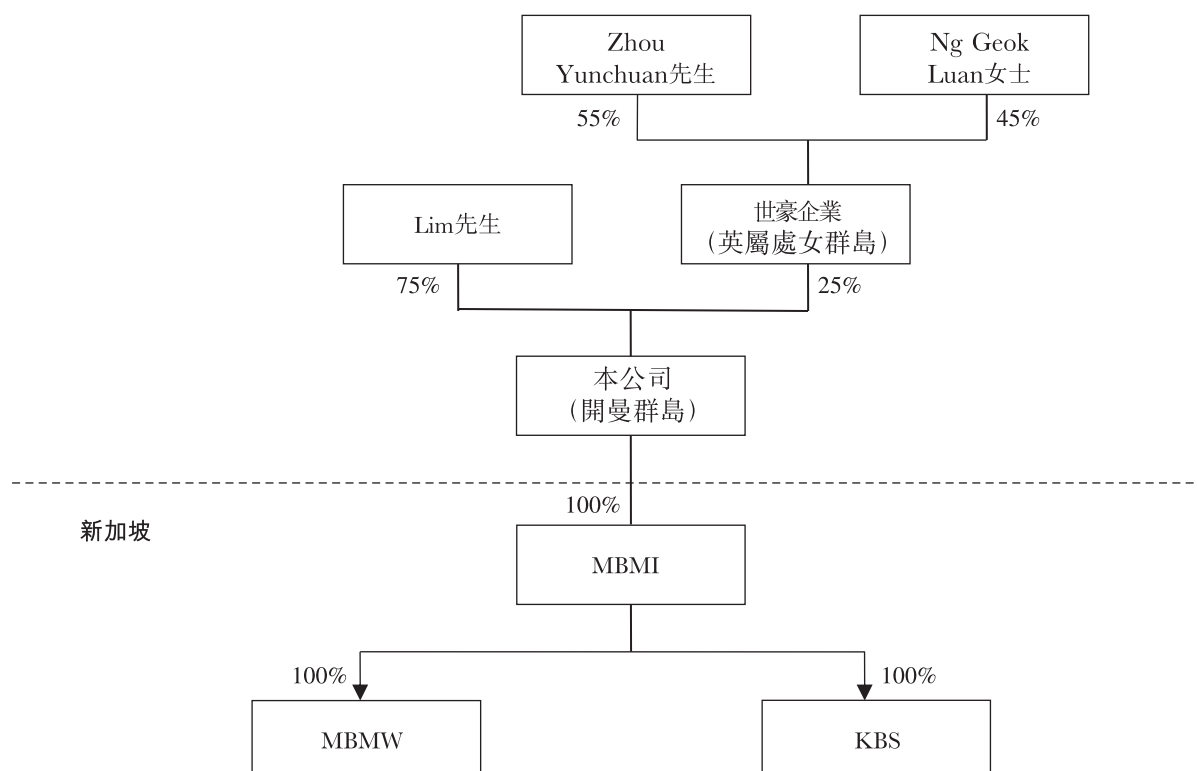 Zhou
Yunchuan先生
Ng Geok
Luan女士
55%
45%
Lim先生
世豪企業
（英屬處女群島）
75%
25%
本公司
（開曼群島）
100%
新加坡
MBMI
100%
100%
MBMW
KBS